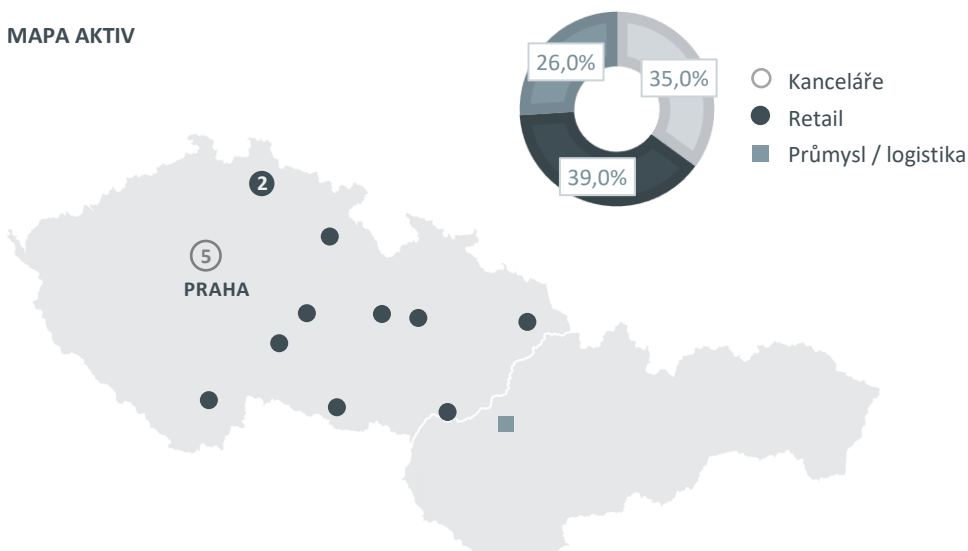 MAPA AKTIV
26,0%
35,0%
39,0%
Kanceláře
Retail
Průmysl / logistika
2
5
PRAHA